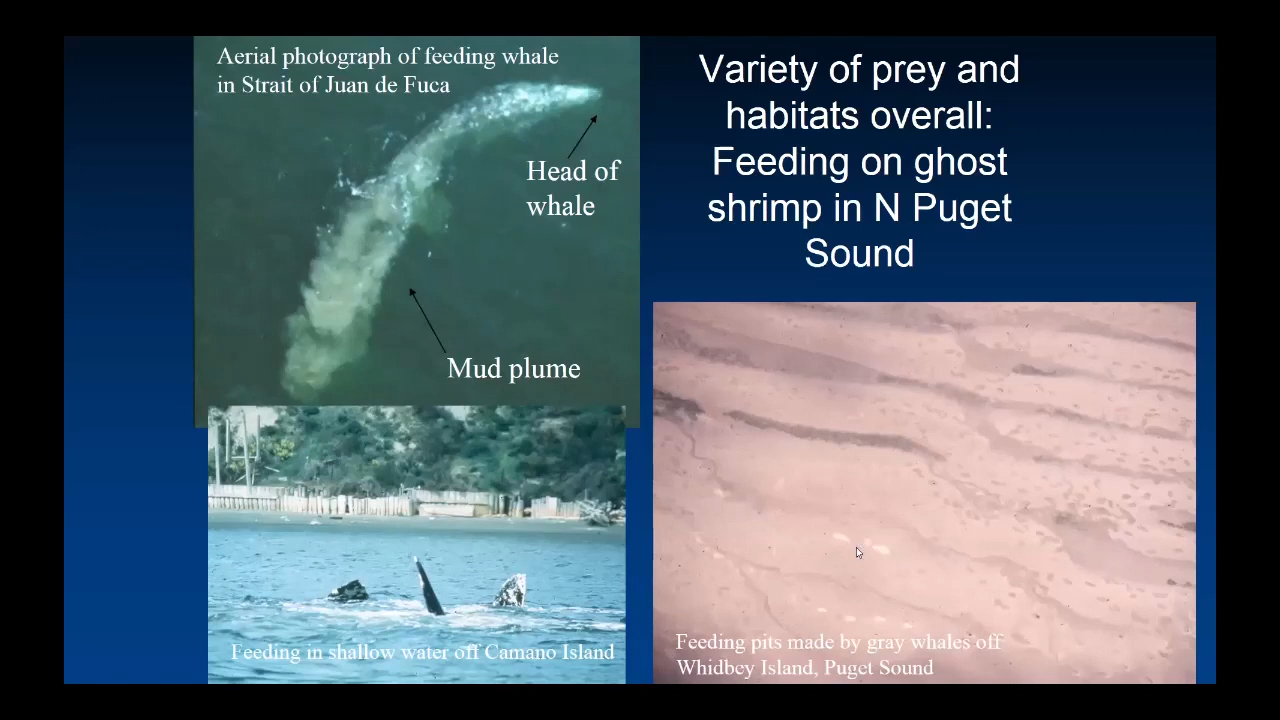 Aerial photograph of feeding whale
in Strait of Juan de Fuca
Head of
whale
Mud plume
Feeding in shallow water off Camano Island
Variety of prey and
habitats overall:
Feeding on ghost
shrimp in N Puget
Sound
Feeding pits made by gray whales off
Whidbey Island, Puget Sound